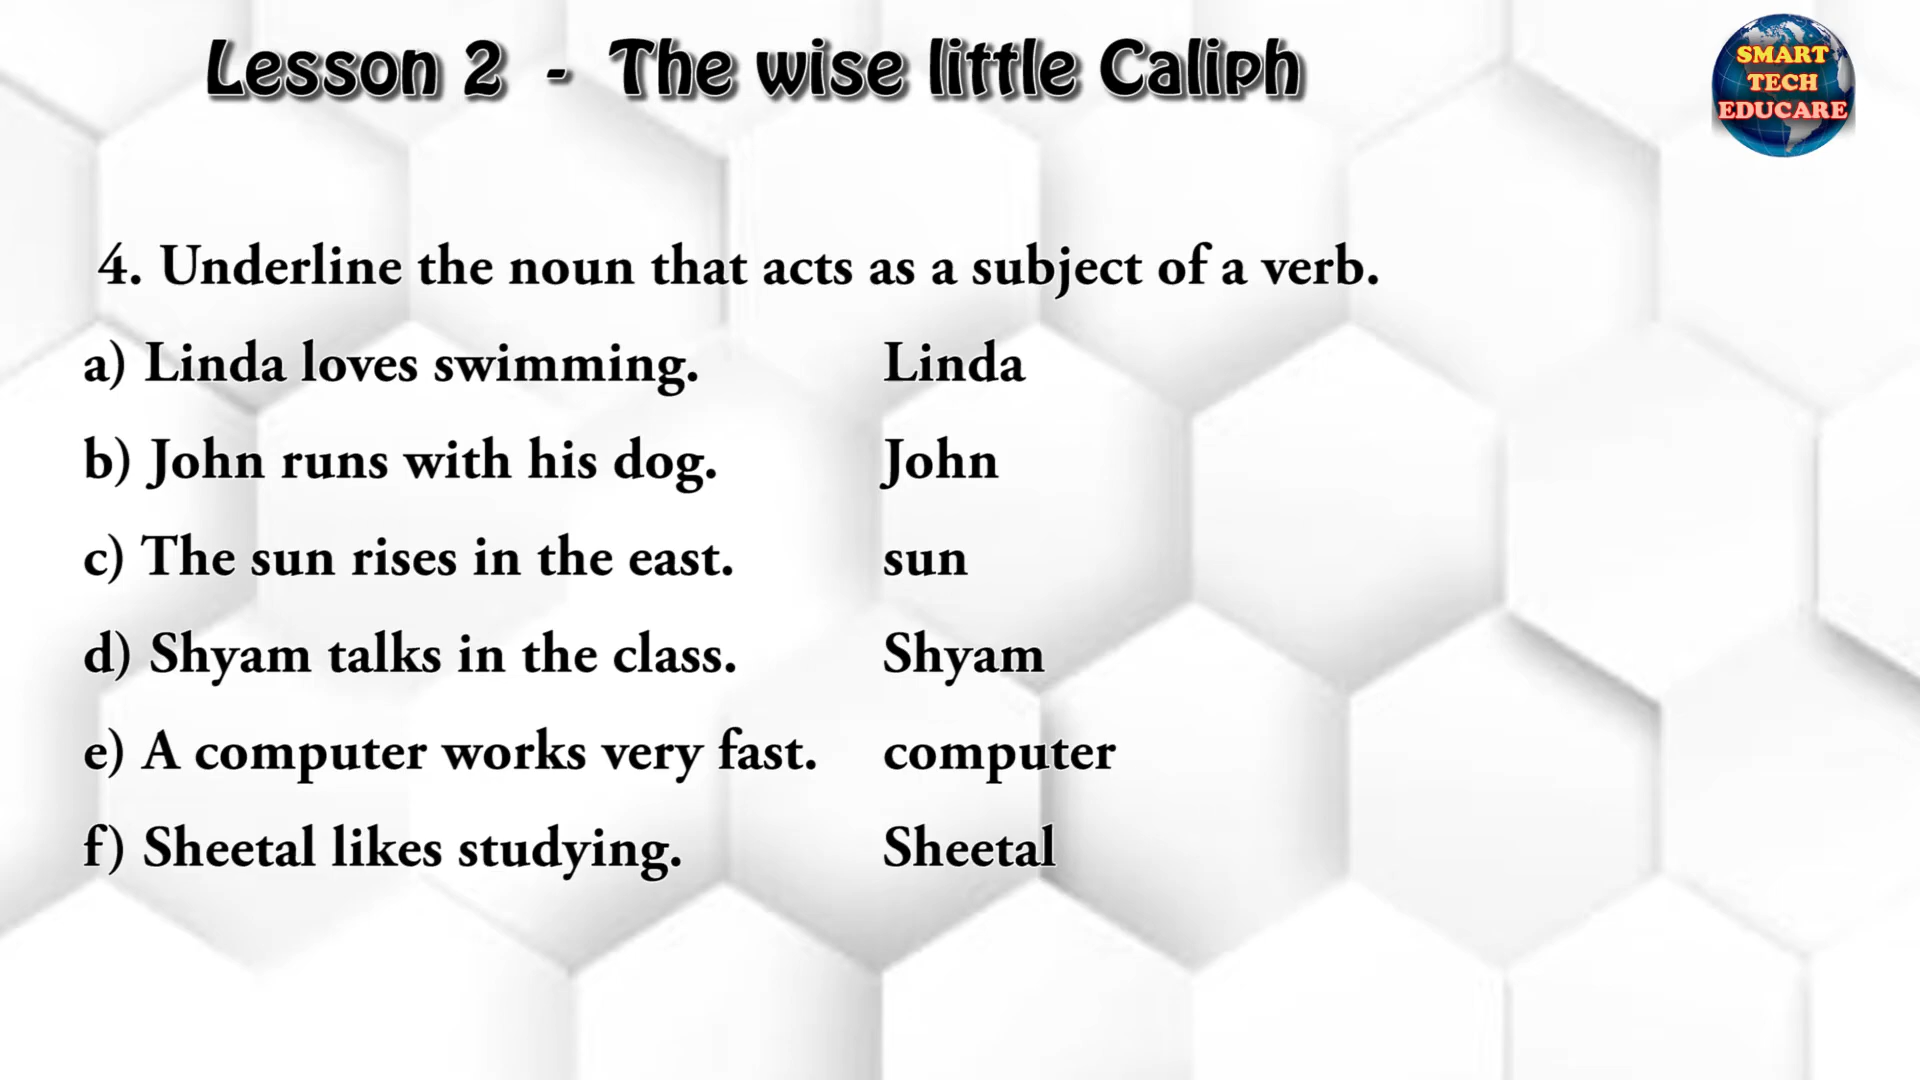 Lesson 2 - The wise little Caliph
SMART
TECH
EDUCARE
4. Underline the noun that acts as a subject of a verb.
a) Linda loves swimming. Linda
b) John runs with his dog. John
c) The sun rises in the east. sun
d) Shyam talks in the class. Shyam
e) A computer works very fast. computer
f) Sheetal likes studying. Sheetal